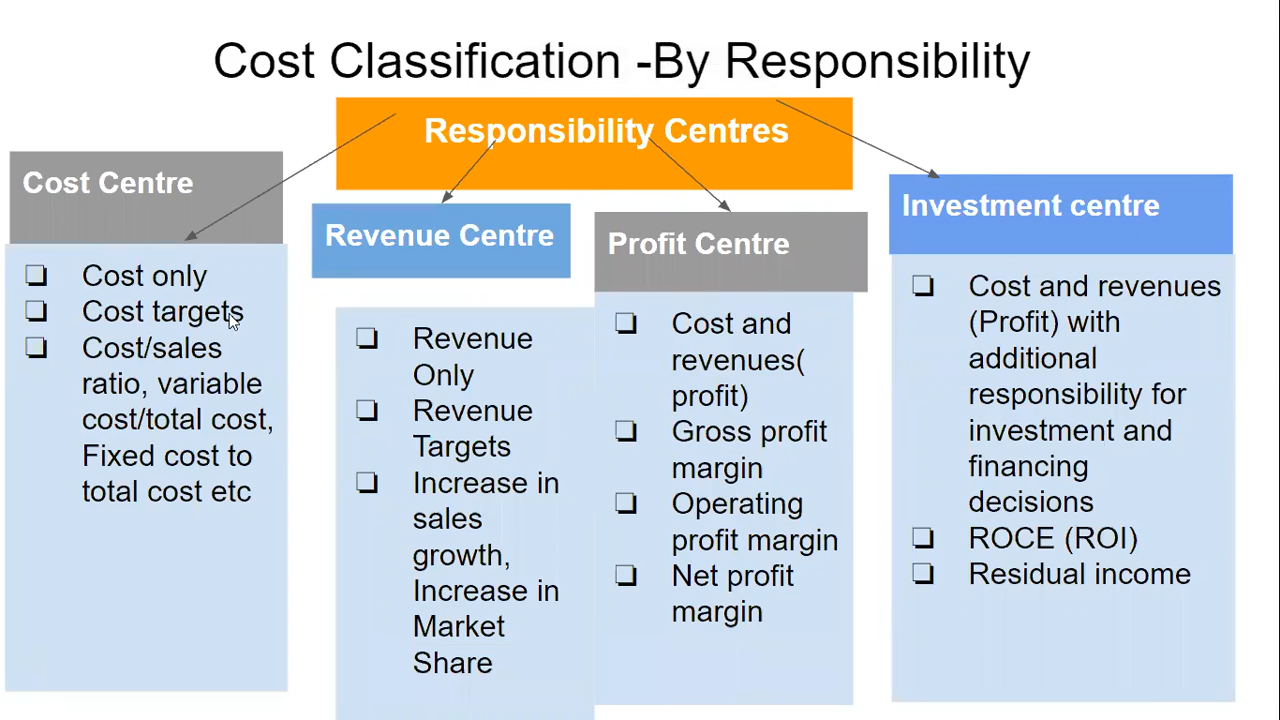 Cost Classification -By Responsibility
Responsibility Centres
Cost Centre
❏ Cost only
❏ Cost targets
❏ Cost/sales
ratio, variable
cost/total cost,
Fixed cost to
total cost etc
Revenue Centre
❏ Revenue
Only
❏ Revenue
Targets
❏ Increase in
sales
growth,
Increase in
Market
Share
Profit Centre
❏ Cost and
revenues(
profit)
❏ Gross profit
margin
❏ Operating
profit margin
❏ Net profit
margin
Investment centre
❏ Cost and revenues
(Profit) with
additional
responsibility for
investment and
financing
decisions
❏ ROCE (ROI)
❏ Residual income